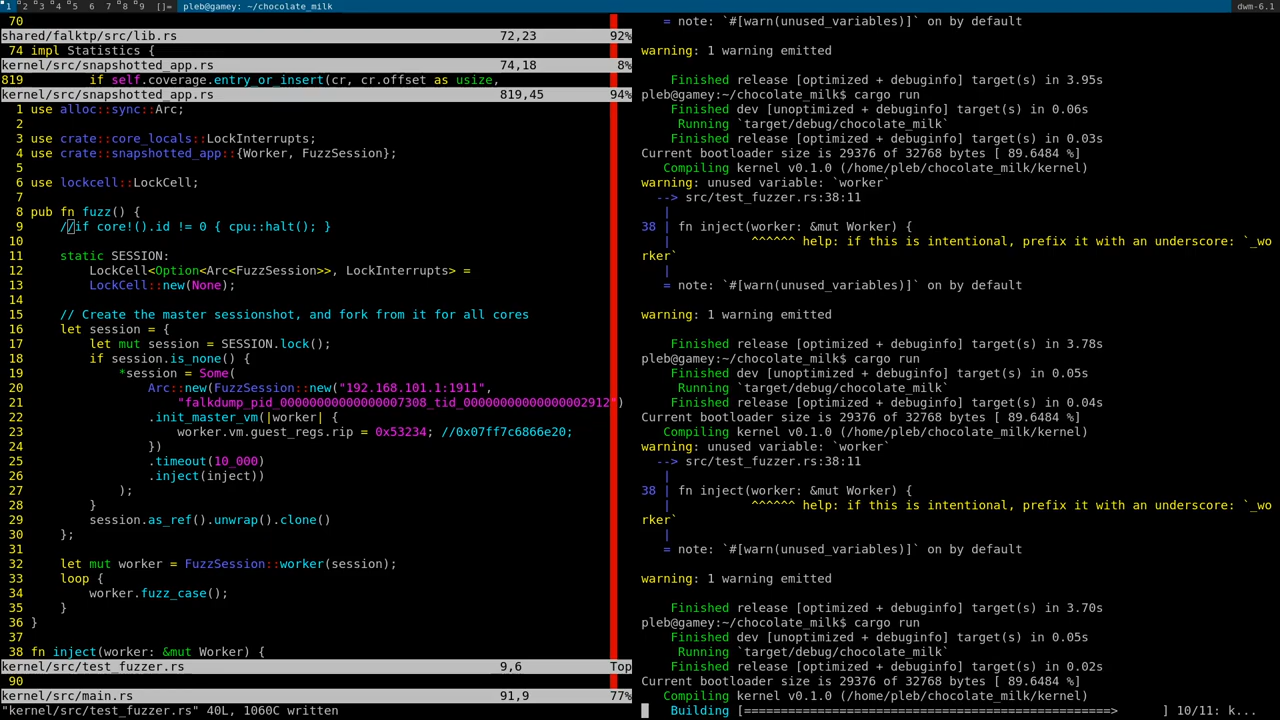 1 2 3 4 5 6 7 8 9 []= pleb@gamey: ~/chocolate_milk dwm-6.1
70
shared/falktp/src/lib.rs 72,23 92%
74 impl Statistics {
kernel/src/snapshotted_app.rs 74,18 8%
819 if self.coverage.entry_or_insert(cr, cr.offset as usize,
kernel/src/snapshotted_app.rs 819,45 94%
1 use alloc::sync::Arc;
2
3 use crate::core_locals::LockInterrupts;
4 use crate::snapshotted_app::{Worker, FuzzSession};
5
6 use lockcell::LockCell;
7
8 pub fn fuzz() {
9 //if core!().id != 0 { cpu::halt(); }
10
11 static SESSION:
12 LockCell<Option<Arc<FuzzSession>>, LockInterrupts> =
13 LockCell::new(None);
14
15 // Create the master sessionshot, and fork from it for all cores
16 let session = {
17 let mut session = SESSION.lock();
18 if session.is_none() {
19 *session = Some(
20 Arc::new(FuzzSession::new("192.168.101.1:1911",
21 "falkdump_pid_00000000000000007308_tid_00000000000000002912")
22 .init_master_vm(|worker| {
23 worker.vm.guest_regs.rip = 0x53234; //0x07ff7c6866e20;
24 })
25 .timeout(10_000)
26 .inject(inject))
27 );
28 }
29 session.as_ref().unwrap().clone()
30 };
31
32 let mut worker = FuzzSession::worker(session);
33 loop {
34 worker.fuzz_case();
35 }
36 }
37
38 fn inject(worker: &mut Worker) {
kernel/src/test_fuzzer.rs 9,6 Top
90
kernel/src/main.rs 91,9 77%
"kernel/src/test_fuzzer.rs" 40L, 1060C written
= note: `#[warn(unused_variables)]` on by default
warning: 1 warning emitted
Finished release [optimized + debuginfo] target(s) in 3.95s
pleb@gamey:~/chocolate_milk$ cargo run
Finished dev [unoptimized + debuginfo] target(s) in 0.06s
Running `target/debug/chocolate_milk`
Finished release [optimized + debuginfo] target(s) in 0.03s
Current bootloader size is 29376 of 32768 bytes [ 89.6484 %]
Compiling kernel v0.1.0 (/home/pleb/chocolate_milk/kernel)
warning: unused variable: `worker`
--> src/test_fuzzer.rs:38:11
|
38 | fn inject(worker: &mut Worker) {
| ^^^^^^ help: if this is intentional, prefix it with an underscore: `_wo
rker`
|
= note: `#[warn(unused_variables)]` on by default
warning: 1 warning emitted
Finished release [optimized + debuginfo] target(s) in 3.78s
pleb@gamey:~/chocolate_milk$ cargo run
Finished dev [unoptimized + debuginfo] target(s) in 0.05s
Running `target/debug/chocolate_milk`
Finished release [optimized + debuginfo] target(s) in 0.04s
Current bootloader size is 29376 of 32768 bytes [ 89.6484 %]
Compiling kernel v0.1.0 (/home/pleb/chocolate_milk/kernel)
warning: unused variable: `worker`
--> src/test_fuzzer.rs:38:11
|
38 | fn inject(worker: &mut Worker) {
| ^^^^^^ help: if this is intentional, prefix it with an underscore: `_wo
rker`
|
= note: `#[warn(unused_variables)]` on by default
warning: 1 warning emitted
Finished release [optimized + debuginfo] target(s) in 3.70s
pleb@gamey:~/chocolate_milk$ cargo run
Finished dev [unoptimized + debuginfo] target(s) in 0.05s
Running `target/debug/chocolate_milk`
Finished release [optimized + debuginfo] target(s) in 0.02s
Current bootloader size is 29376 of 32768 bytes [ 89.6484 %]
Compiling kernel v0.1.0 (/home/pleb/chocolate_milk/kernel)
Building [==================================================> ] 10/11: k...